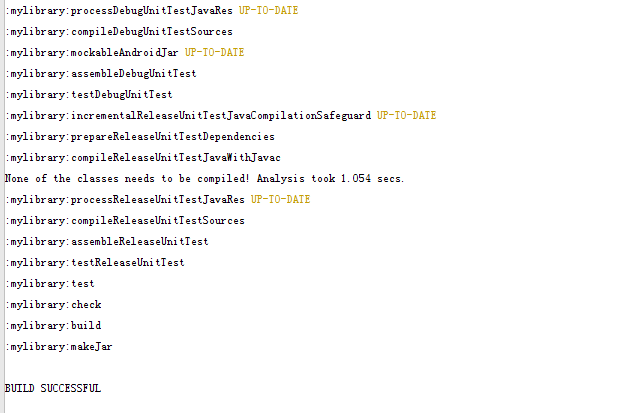 :mylibrary:processDebugUnitTestJavaRes UP-TO-DATE
:mylibrary:compileDebugUnitTestSources
:mylibrary:mockableAndroidJar UP-TO-DATE
:mylibrary:assembleDebugUnitTest
:mylibrary:testDebugUnitTest
:mylibrary:incrementalReleaseUnitTestJavaCompilationSafeguard UP-TO-DATE
:mylibrary:prepareReleaseUnitTestDependencies
:mylibrary:compileReleaseUnitTestJavaWithJavac
None of the classes needs to be compiled! Analysis took 1.054 secs.
:mylibrary:processReleaseUnitTestJavaRes UP-TO-DATE
:mylibrary:compileReleaseUnitTestSources
:mylibrary:assembleReleaseUnitTest
:mylibrary:testReleaseUnitTest
:mylibrary:test
:mylibrary:check
:mylibrary:build
:mylibrary:makeJar
BUILD SUCCESSFUL